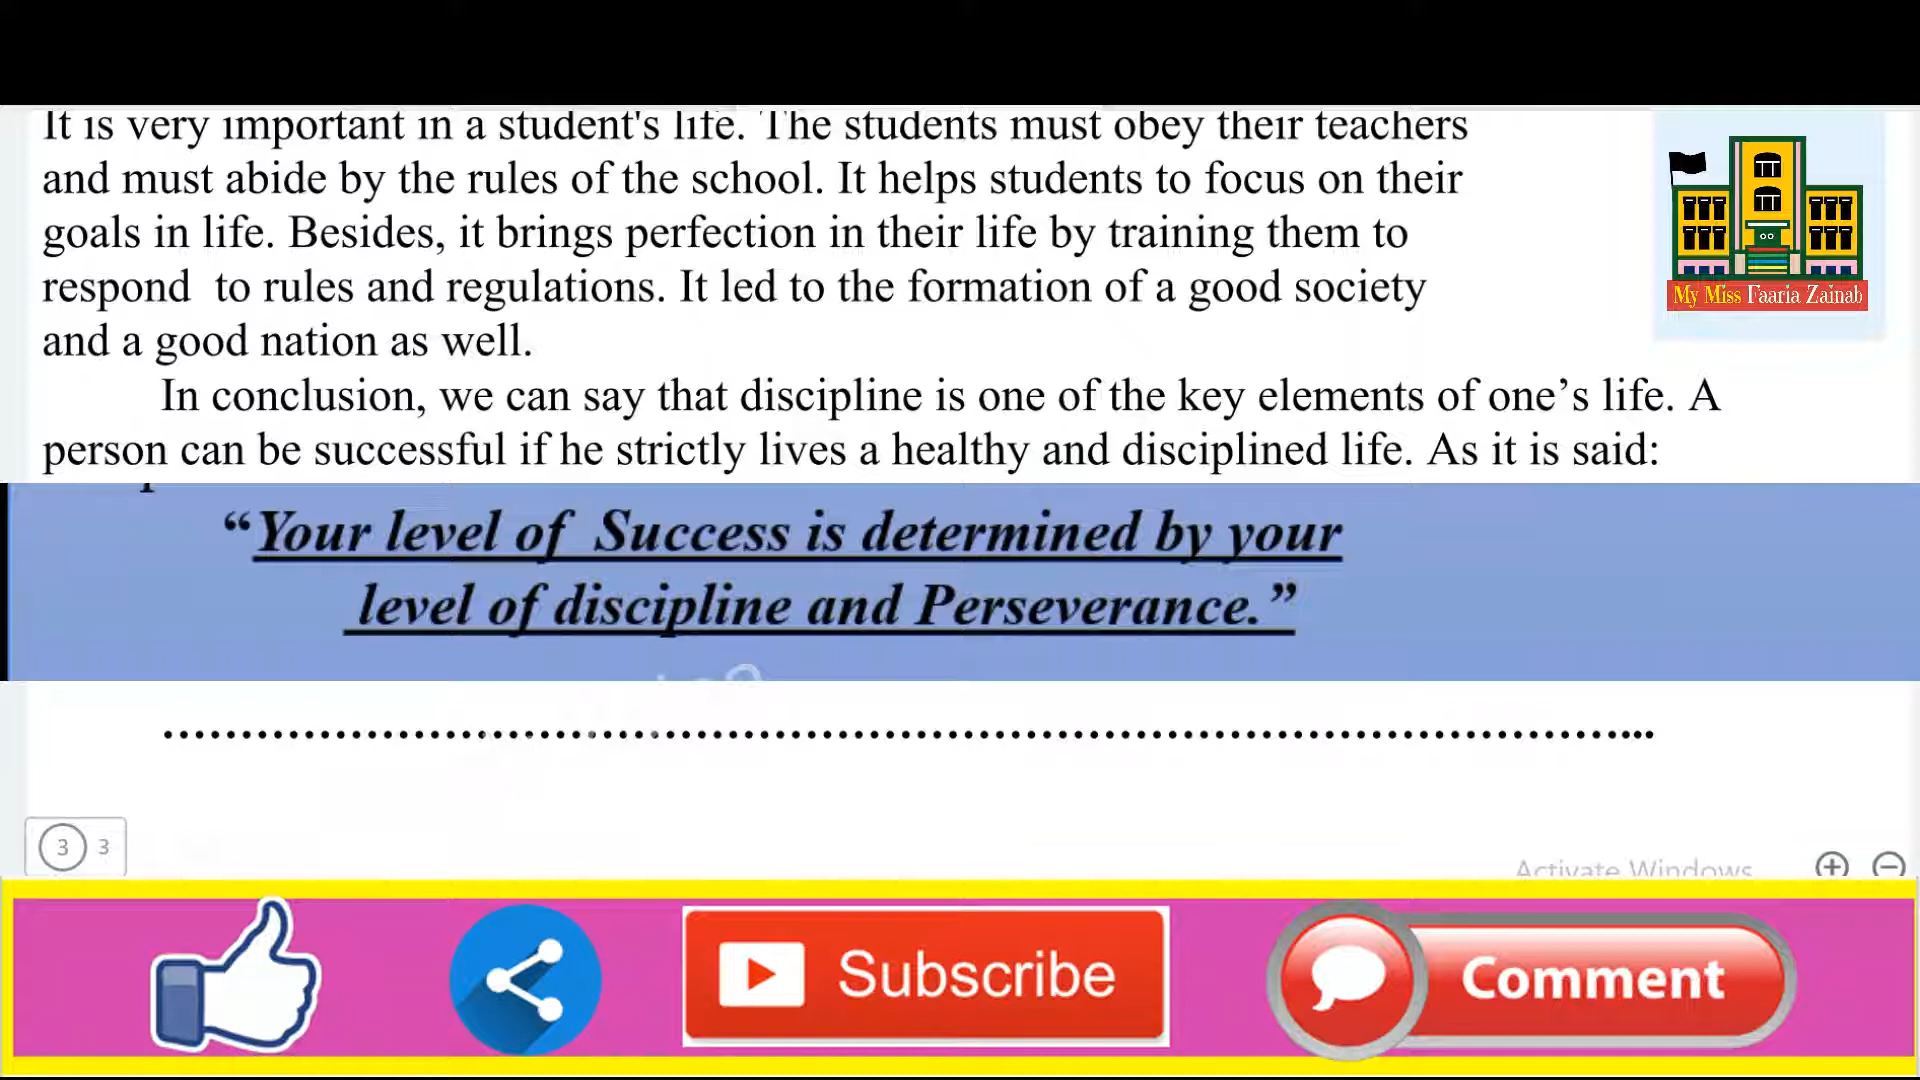 It is very important in a student's life. The students must obey their teachers
and must abide by the rules of the school. It helps students to focus on their
goals in life. Besides, it brings perfection in their life by training them to
respond  to rules and regulations. It led to the formation of a good society
and a good nation as well.
In conclusion, we can say that discipline is one of the key elements of one’s life. A
person can be successful if he strictly lives a healthy and disciplined life. As it is said:
“Your level of  Success is determined by your
level of discipline and Perseverance.”
My Miss Faaria Zainab
3 3
Activate Windows
Subscribe
Comment